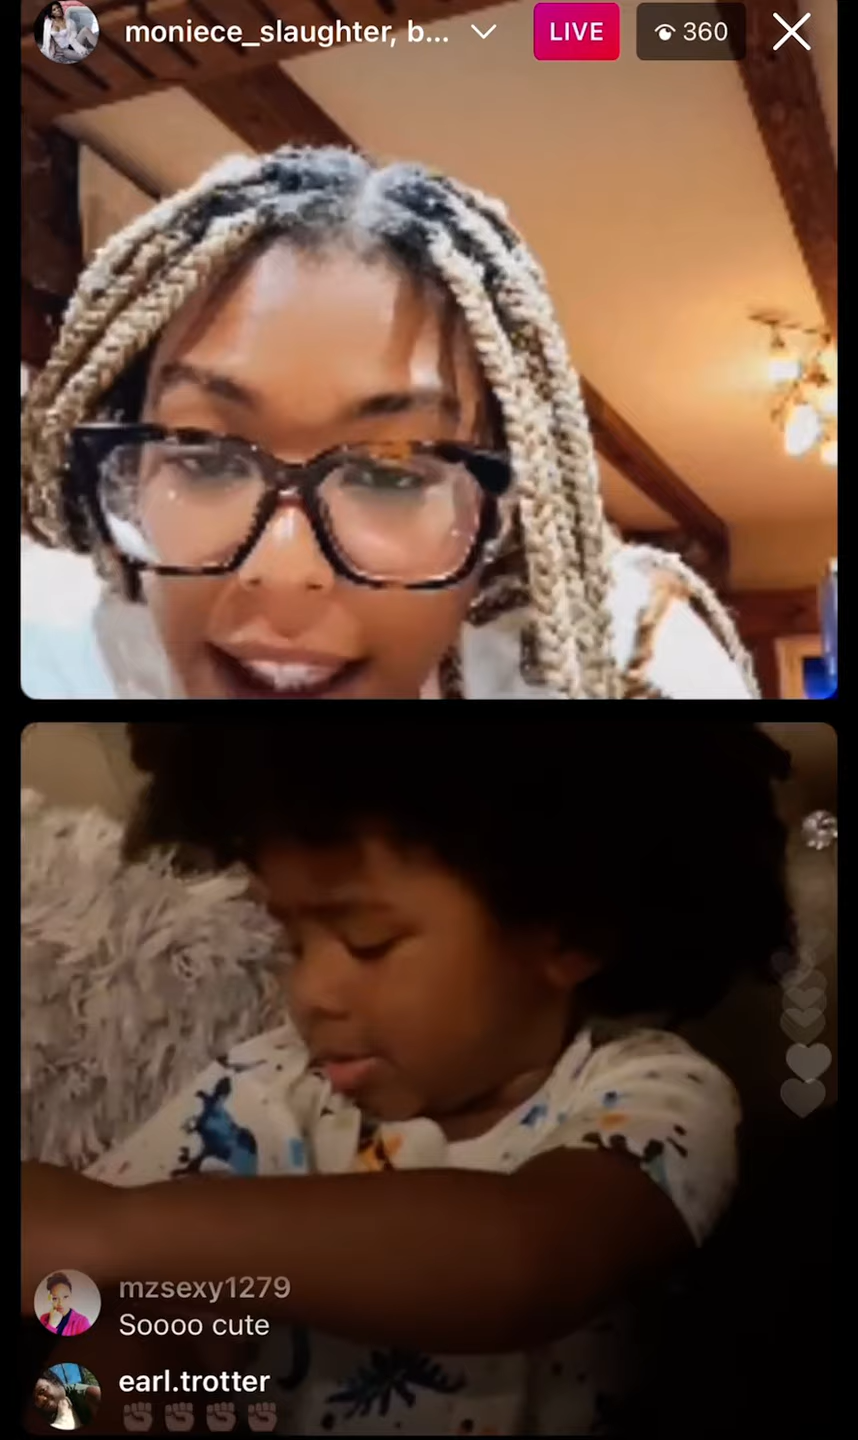 moniece_slaughter, b...
LIVE
360
mzsexy1279
Soooo cute
earl.trotter
✊🏿✊🏿✊🏿✊🏿